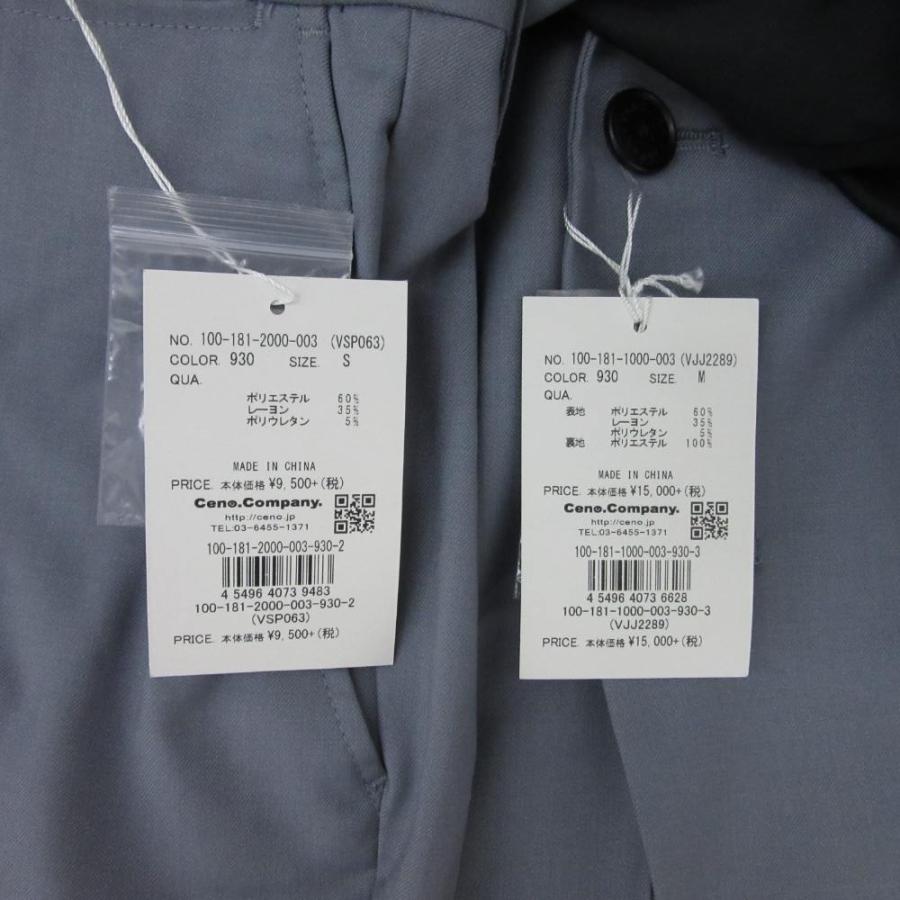 NO. 100-181-2000-003 (VSP063)
COLOR. 930 SIZE. S
QUA.
ポリエステル 60%
レーヨン 35%
ポリウレタン 5%
MADE IN CHINA
PRICE. 本体価格 ¥9,500+(税)
Ceno.Company.
http://ceno.jp
TEL:03-6455-1371
100-181-2000-003-930-2
4 5496 4073 9483
100-181-2000-003-930-2
(VSP063)
PRICE. 本体価格 ¥9,500+(税)
NO. 100-181-1000-003 (VJJ2289)
COLOR. 930 SIZE. M
QUA.
表地 ポリエステル 60%
レーヨン 35%
ポリウレタン 5%
裏地 ポリエステル 100%
MADE IN CHINA
PRICE. 本体価格 ¥15,000+(税)
Ceno.Company.
http://ceno.jp
TEL:03-6455-1371
100-181-1000-003-930-3
4 5496 4073 6628
100-181-1000-003-930-3
(VJJ2289)
PRICE. 本体価格 ¥15,000+(税)